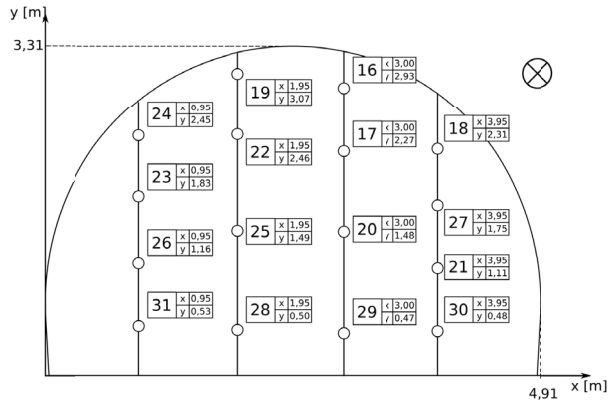 y [m]
3,31
16 x 3,00
y 2,93
19 x 1,95
y 3,07
24 x 0,95
y 2,45
18 x 3,95
y 2,31
17 x 3,00
y 2,27
22 x 1,95
y 2,46
23 x 0,95
y 1,83
27 x 3,95
y 1,75
20 x 3,00
y 1,48
25 x 1,95
y 1,49
26 x 0,95
y 1,16
21 x 3,95
y 1,11
31 x 0,95
y 0,53
28 x 1,95
y 0,50
29 x 3,00
y 0,47
30 x 3,95
y 0,48
x [m]
4,91